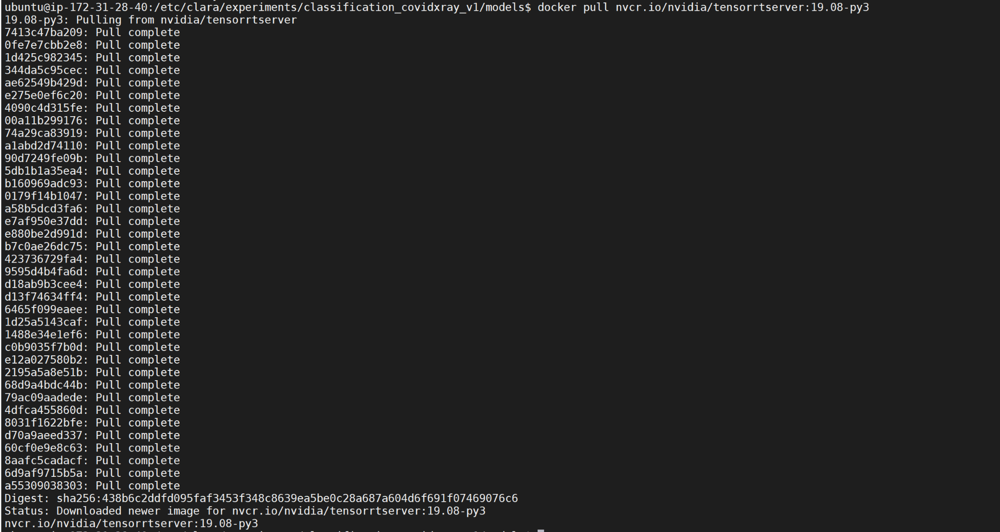 ubuntu@ip-172-31-28-40:/etc/clara/experiments/classification_covidxray_v1/models$ docker pull nvcr.io/nvidia/tensorrtserver:19.08-py3
19.08-py3: Pulling from nvidia/tensorrtserver
7413c47ba209: Pull complete
0fe7e7cbb2e8: Pull complete
1d425c982345: Pull complete
344da5c95cec: Pull complete
ae62549b429d: Pull complete
e275e0ef6c20: Pull complete
4090c4d315fe: Pull complete
00a11b299176: Pull complete
74a29ca83919: Pull complete
a1abd2d74110: Pull complete
90d7249fe09b: Pull complete
5db1b1a35ea4: Pull complete
b160969adc93: Pull complete
0179f14b1047: Pull complete
a58b5dcd3fa6: Pull complete
e7af950e37dd: Pull complete
e880be2d991d: Pull complete
b7c0ae26dc75: Pull complete
423736729fa4: Pull complete
9595d4b4fa6d: Pull complete
d18ab9b3cee4: Pull complete
d13f74634ff4: Pull complete
6465f099eaee: Pull complete
1d25a5143caf: Pull complete
1488e34e1ef6: Pull complete
c0b9035f7b0d: Pull complete
e12a027580b2: Pull complete
2195a5a8e51b: Pull complete
68d9a4bdc44b: Pull complete
79ac09aadede: Pull complete
4dfca455860d: Pull complete
8031f1622bfe: Pull complete
d70a9aeed337: Pull complete
60cf0e9e8c63: Pull complete
8aafc5cadacf: Pull complete
6d9af9715b5a: Pull complete
a55309038303: Pull complete
Digest: sha256:438b6c2ddfd095faf3453f348c8639ea5be0c28a687a604d6f691f07469076c6
Status: Downloaded newer image for nvcr.io/nvidia/tensorrtserver:19.08-py3
nvcr.io/nvidia/tensorrtserver:19.08-py3